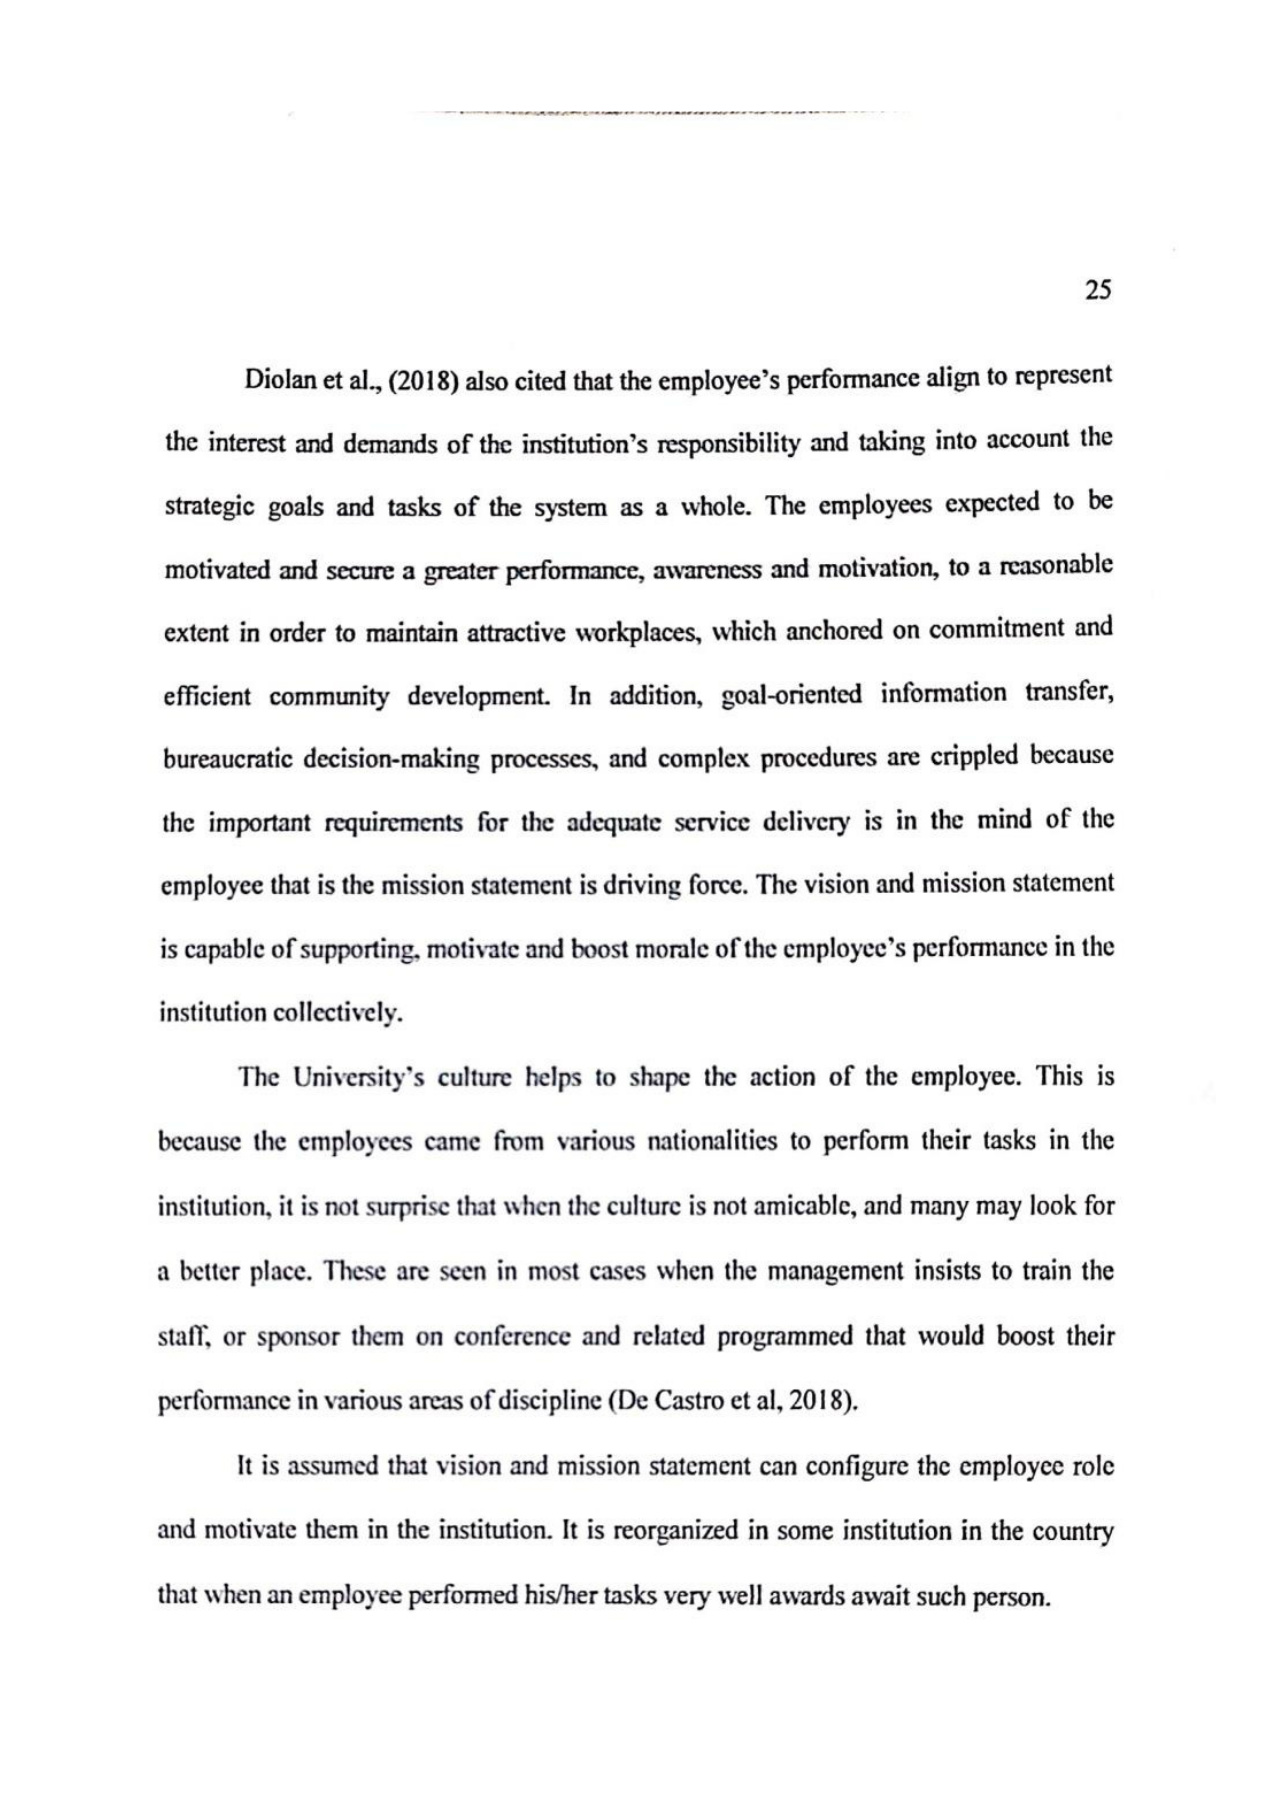 25
Diolan et al., (2018) also cited that the employee's performance align to represent
the interest and demands of the institution's responsibility and taking into account the
strategic goals and tasks of the system as a whole. The employees expected to be
motivated and secure a greater performance, awareness and motivation, to a reasonable
extent in order to maintain attractive workplaces, which anchored on commitment and
efficient community development. In addition, goal-oriented information transfer,
bureaucratic decision-making processes, and complex procedures are crippled because
the important requirements for the adequate service delivery is in the mind of the
employee that is the mission statement is driving force. The vision and mission statement
is capable of supporting, motivate and boost morale of the employee's performance in the
institution collectively.
The University's culture helps to shape the action of the employee. This is
because the employees came from various nationalities to perform their tasks in the
institution, it is not surprise that when the culture is not amicable, and many may look for
a better place. These are seen in most cases when the management insists to train the
staff, or sponsor them on conference and related programmed that would boost their
performance in various areas of discipline (De Castro et al, 2018).
It is assumed that vision and mission statement can configure the employee role
and motivate them in the institution. It is reorganized in some institution in the country
that when an employee performed his/her tasks very well awards await such person.